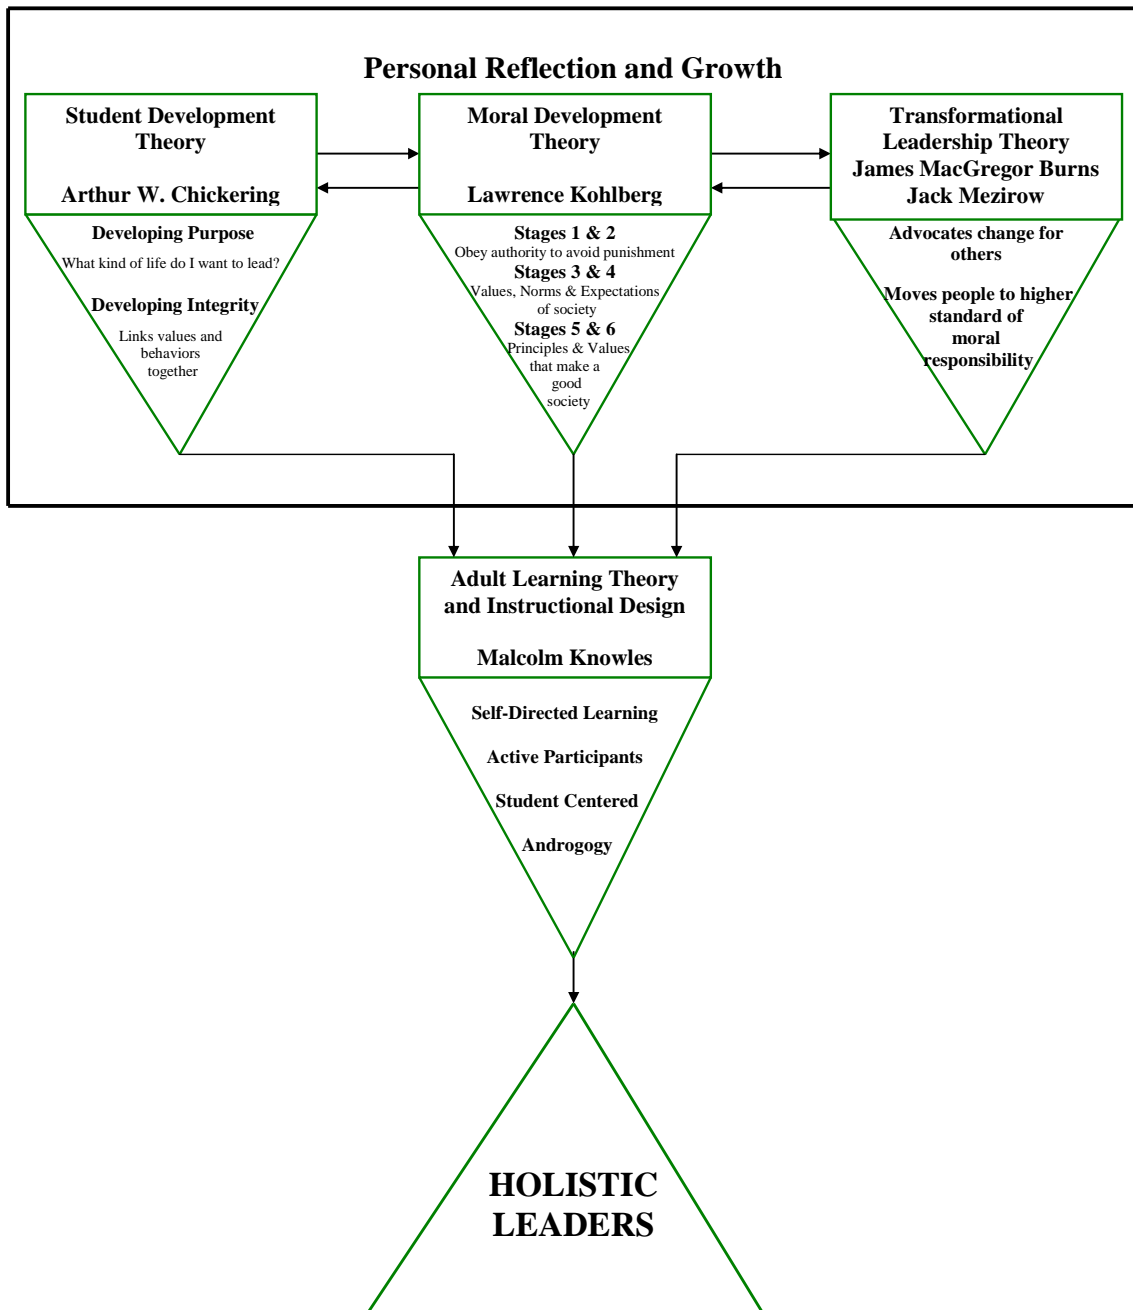 Personal Reflection and Growth
Student Development
Theory
Arthur W. Chickering
Developing Purpose
What kind of life do I want to lead?
Developing Integrity
Links values and
behaviors
together
Moral Development
Theory
Lawrence Kohlberg
Stages 1 & 2
Obey authority to avoid punishment
Stages 3 & 4
Values, Norms & Expectations
of society
Stages 5 & 6
Principles & Values
that make a
good
society
Transformational
Leadership Theory
James MacGregor Burns
Jack Mezirow
Advocates change for
others
Moves people to higher
standard of
moral
responsibility
Adult Learning Theory
and Instructional Design
Malcolm Knowles
Self-Directed Learning
Active Participants
Student Centered
Androgogy
HOLISTIC
LEADERS